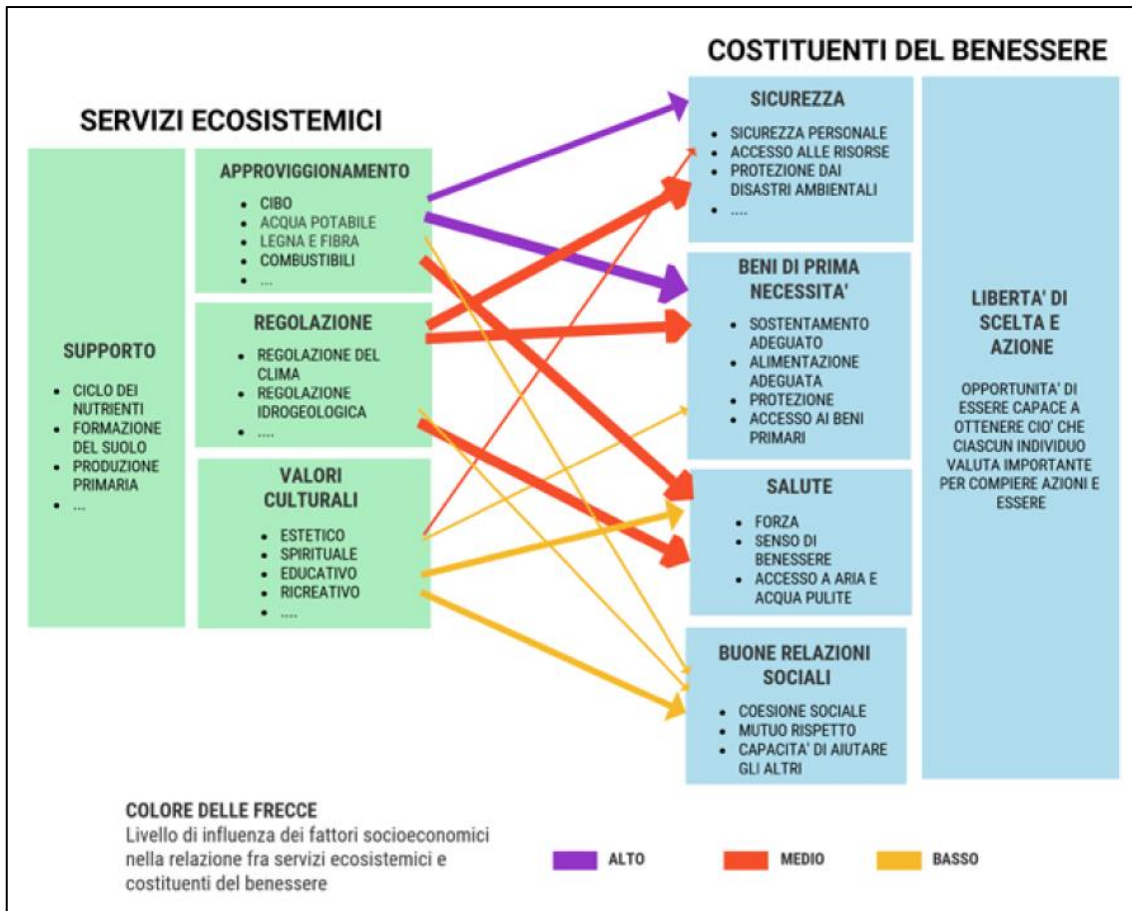 COSTITUENTI DEL BENESSERE
SERVIZI ECOSISTEMICI
SUPPORTO
• CICLO DEI
NUTRIENTI
• FORMAZIONE
DEL SUOLO
• PRODUZIONE
PRIMARIA
• ...
APPROVIGGIONAMENTO
• CIBO
• ACQUA POTABILE
• LEGNA E FIBRA
• COMBUSTIBILI
• ...
REGOLAZIONE
• REGOLAZIONE DEL
CLIMA
• REGOLAZIONE
IDROGEOLOGICA
• ....
VALORI
CULTURALI
• ESTETICO
• SPIRITUALE
• EDUCATIVO
• RICREATIVO
• ....
SICUREZZA
• SICUREZZA PERSONALE
• ACCESSO ALLE RISORSE
• PROTEZIONE DAI
DISASTRI AMBIENTALI
• ....
BENI DI PRIMA
NECESSITA'
• SOSTENTAMENTO
ADEGUATO
• ALIMENTAZIONE
ADEGUATA
• PROTEZIONE
• ACCESSO AI BENI
PRIMARI
SALUTE
• FORZA
• SENSO DI
BENESSERE
• ACCESSO A ARIA E
ACQUA PULITE
BUONE RELAZIONI
SOCIALI
• COESIONE SOCIALE
• MUTUO RISPETTO
• CAPACITA' DI AIUTARE
GLI ALTRI
LIBERTA' DI
SCELTA E
AZIONE
OPPORTUNITA' DI
ESSERE CAPACE A
OTTENERE CIO' CHE
CIASCUN INDIVIDUO
VALUTA IMPORTANTE
PER COMPIERE AZIONI E
ESSERE
COLORE DELLE FRECCE
Livello di influenza dei fattori socioeconomici
nella relazione fra servizi ecosistemici e
costituenti del benessere
ALTO
MEDIO
BASSO